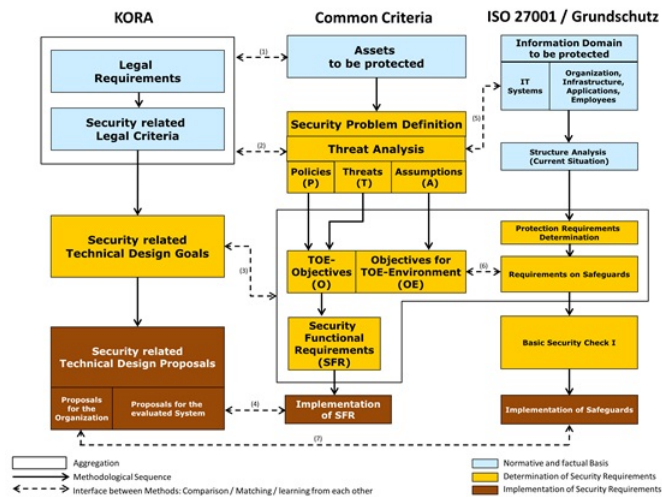 KORA
Common Criteria
ISO 27001 / Grundschutz
Legal
Requirements
Security related
Legal Criteria
Security related
Technical Design Goals
Security related
Technical Design Proposals
Proposals for the
Organization
Proposals for the
evaluated System
(1)
(2)
(3)
(4)
Assets
to be protected
Security Problem Definition
Threat Analysis
Policies
(P)
Threats
(T)
Assumptions
(A)
TOE-
Objectives
(O)
Objectives for
TOE-Environment
(OE)
Security
Functional
Requirements
(SFR)
Implementation
of SFR
(5)
(6)
(7)
Information Domain
to be protected
IT
Systems
Organization,
Infrastructure,
Applications,
Employees
Structure Analysis
(Current Situation)
Protection Requirements
Determination
Requirements on Safeguards
Basic Security Check I
Implementation of Safeguards
Aggregation
Methodological Sequence
Interface between Methods: Comparison / Matching / learning from each other
Normative and factual Basis
Determination of Security Requirements
Implementation of Security Requirements